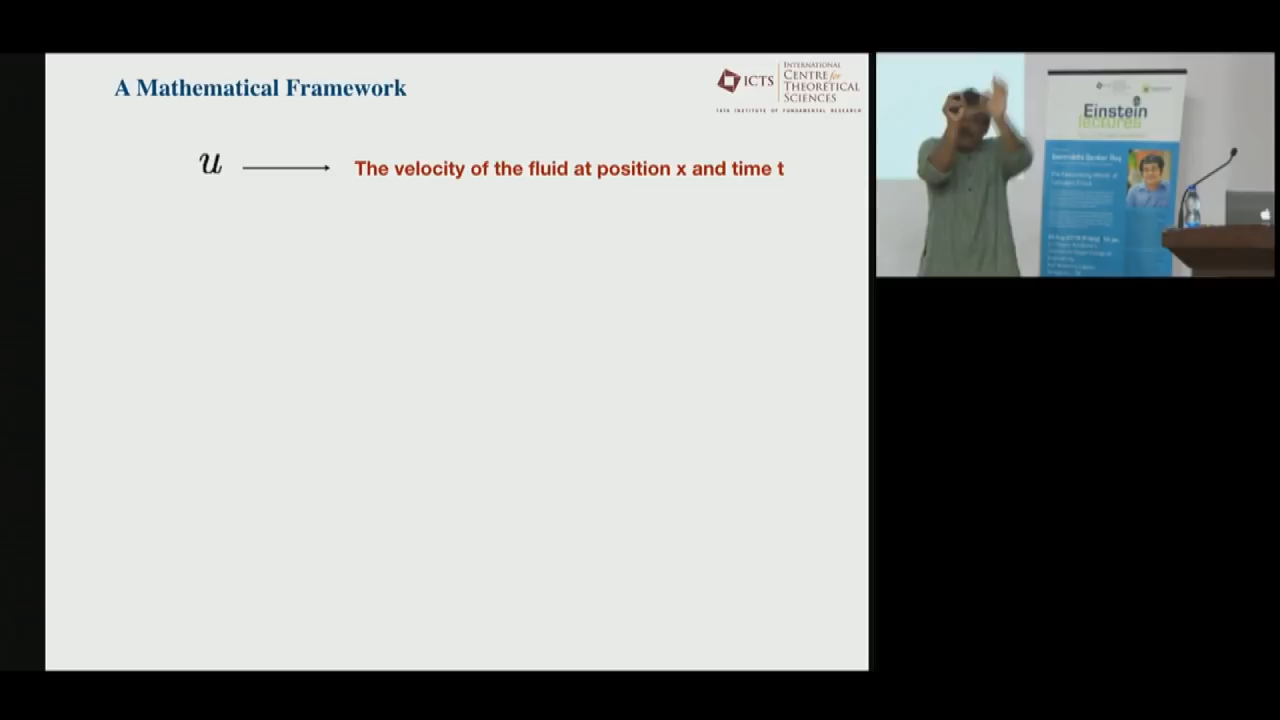 A Mathematical Framework
ICTS
INTERNATIONAL
CENTRE for
THEORETICAL
SCIENCES
TATA INSTITUTE OF FUNDAMENTAL RESEARCH
u
The velocity of the fluid at position x and time t
Einstein
lectures